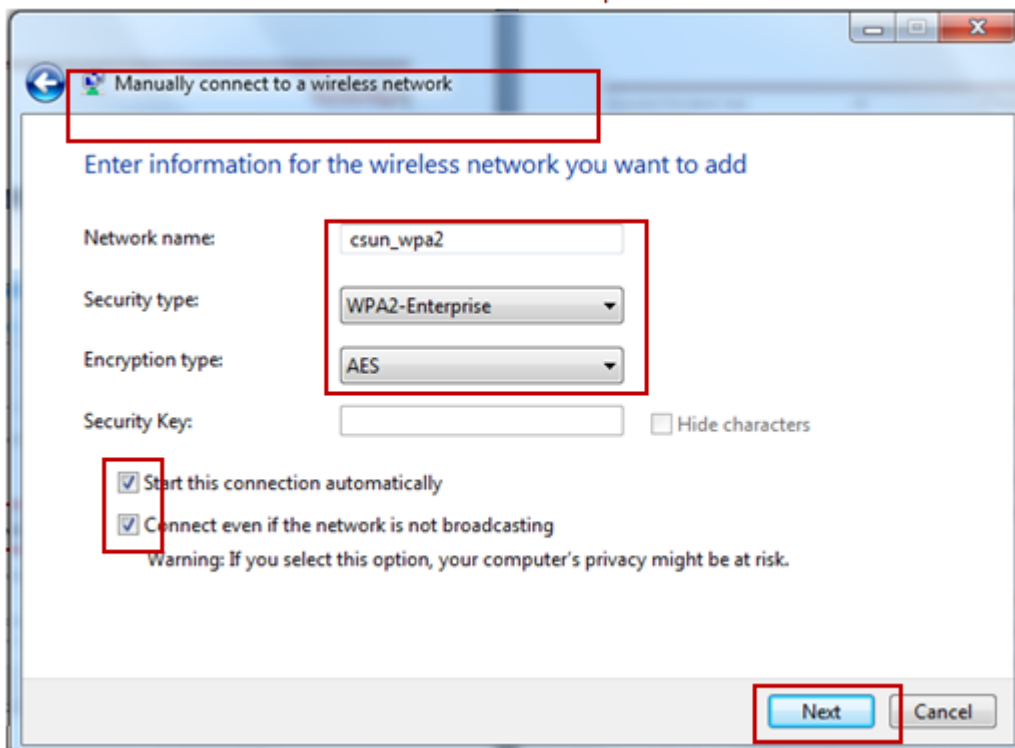 Manually connect to a wireless network
Enter information for the wireless network you want to add
Network name: csun_wpa2
Security type: WPA2-Enterprise
Encryption type: AES
Security Key: Hide characters
Start this connection automatically
Connect even if the network is not broadcasting
Warning: If you select this option, your computer's privacy might be at risk.
Next Cancel